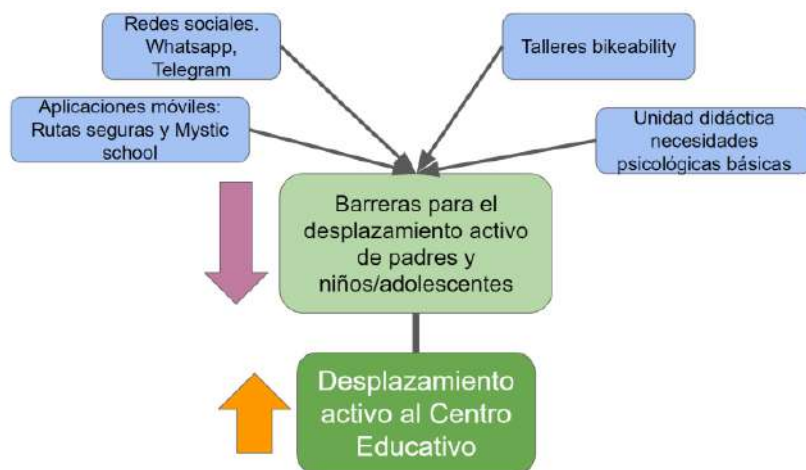 Redes sociales.
Whatsapp,
Telegram
Talleres bikeability
Aplicaciones móviles:
Rutas seguras y Mystic
school
Unidad didáctica
necesidades
psicológicas básicas
Barreras para el
desplazamiento activo
de padres y
niños/adolescentes
Desplazamiento
activo al Centro
Educativo